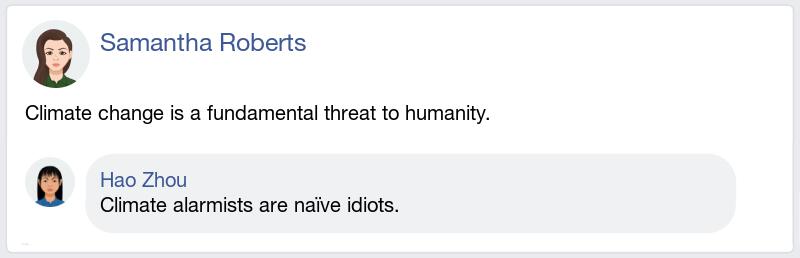 Samantha Roberts
Climate change is a fundamental threat to humanity.
Hao Zhou
Climate alarmists are naïve idiots.